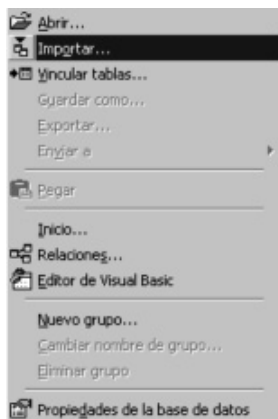 Abrir...
Importar...
Vincular tablas...
Guardar como...
Exportar...
Enviar a
Pegar
Inicio...
Relaciones...
Editor de Visual Basic
Nuevo grupo...
Cambiar nombre de grupo...
Eliminar grupo
Propiedades de la base de datos